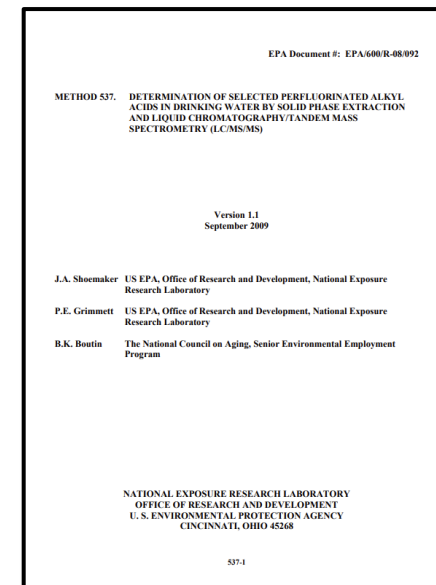 EPA Document #: EPA/600/R-08/092
METHOD 537. DETERMINATION OF SELECTED PERFLUORINATED ALKYL
ACIDS IN DRINKING WATER BY SOLID PHASE EXTRACTION
AND LIQUID CHROMATOGRAPHY/TANDEM MASS
SPECTROMETRY (LC/MS/MS)
Version 1.1
September 2009
J.A. Shoemaker US EPA, Office of Research and Development, National Exposure
Research Laboratory
P.E. Grimmett US EPA, Office of Research and Development, National Exposure
Research Laboratory
B.K. Boutin The National Council on Aging, Senior Environmental Employment
Program
NATIONAL EXPOSURE RESEARCH LABORATORY
OFFICE OF RESEARCH AND DEVELOPMENT
U. S. ENVIRONMENTAL PROTECTION AGENCY
CINCINNATI, OHIO 45268
537-1